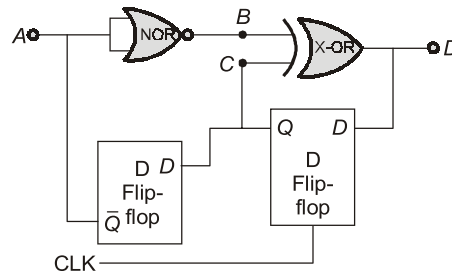 B
A NOR X-OR D
C
Q D
D D
Flip-
flop
Q̅
D
Flip-
flop
CLK